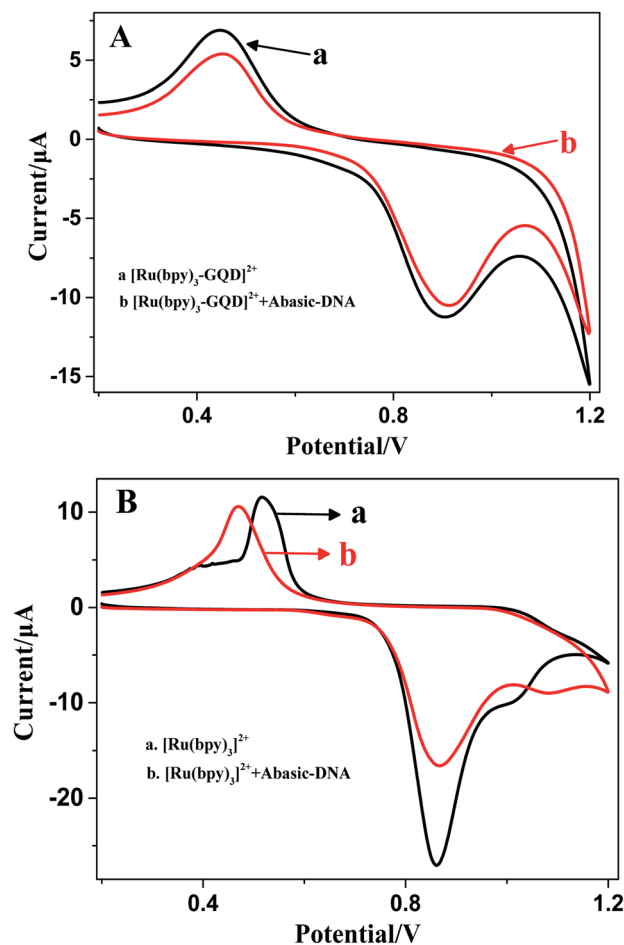 A
a
b
5
0
-5
-10
-15
Current/μA
a [Ru(bpy)3-GQD]2+
b [Ru(bpy)3-GQD]2++Abasic-DNA
0.4 0.8 1.2
Potential/V
B
a
b
10
0
-10
-20
Current/μA
a. [Ru(bpy)3]2+
b. [Ru(bpy)3]2++Abasic-DNA
0.4 0.8 1.2
Potential/V